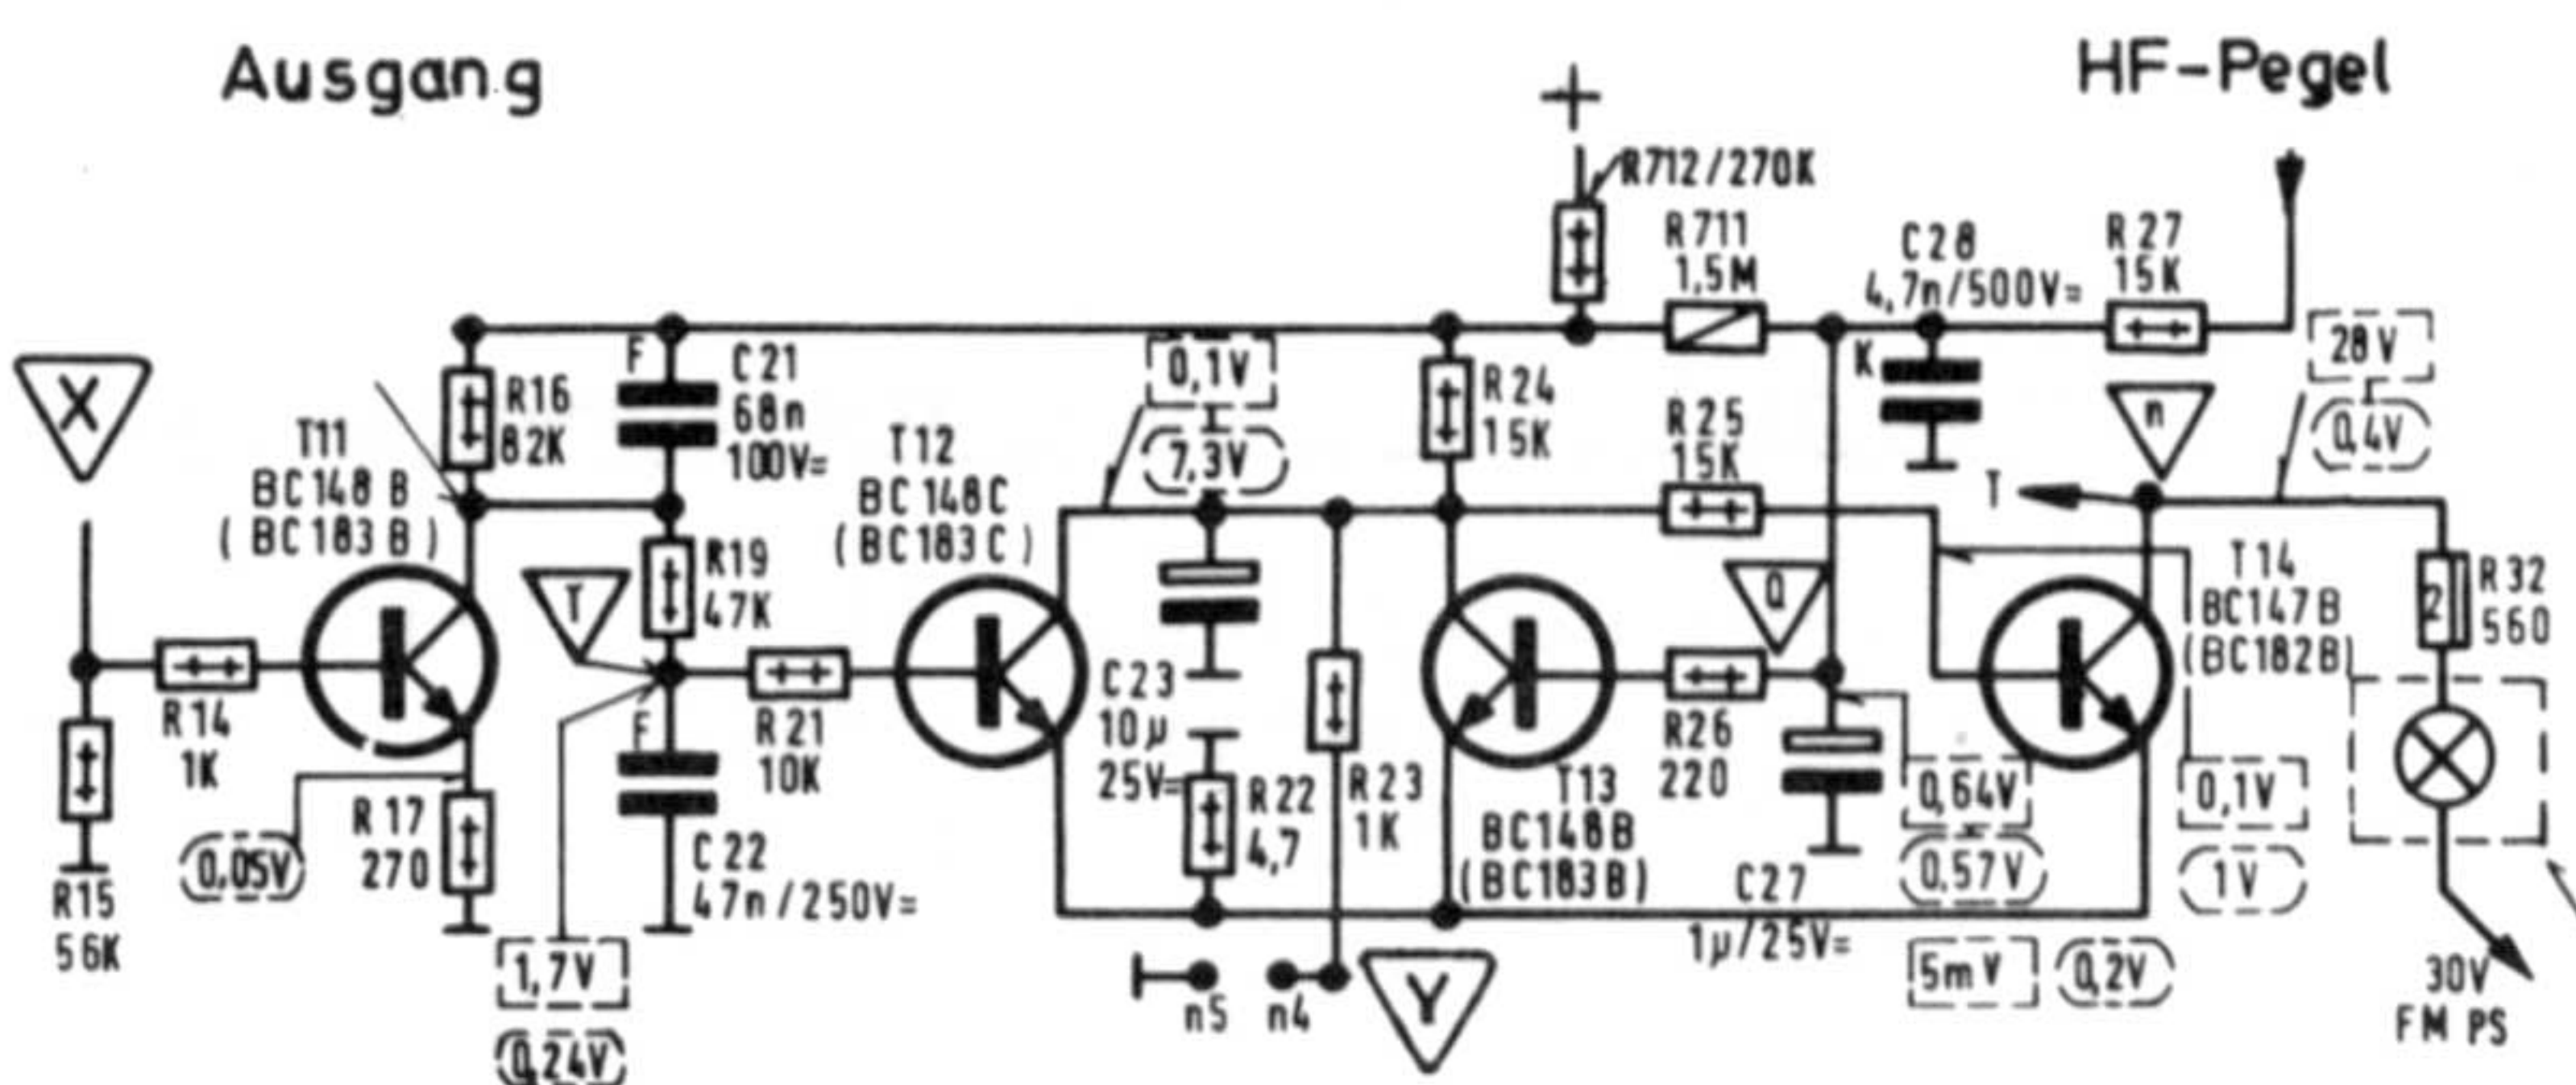 Ausgang
HF-Pegel
+
R712/270K
R711
1,5M
C28
4,7n/500V=
R27
15K
X
F
C21
68n
100V=
R16
82K
0,1V
7,3V
R24
15K
R25
15K
K
28V
0,4V
n
T
T11
BC148B
(BC183B)
T12
BC148C
(BC183C)
R19
47K
T
Q
T14
BC147B
(BC182B)
R32
560
2
R14
1K
F
R21
10K
C23
10µ
25V=
R22
4,7
R23
1K
T13
BC148B
(BC183B)
R26
220
0,64V
0,57V
0,1V
1V
R15
56K
0,05V
R17
270
C22
47n/250V=
C27
1µ/25V=
1,7V
0,24V
n5
n4
Y
5mV
0,2V
30V
FM PS